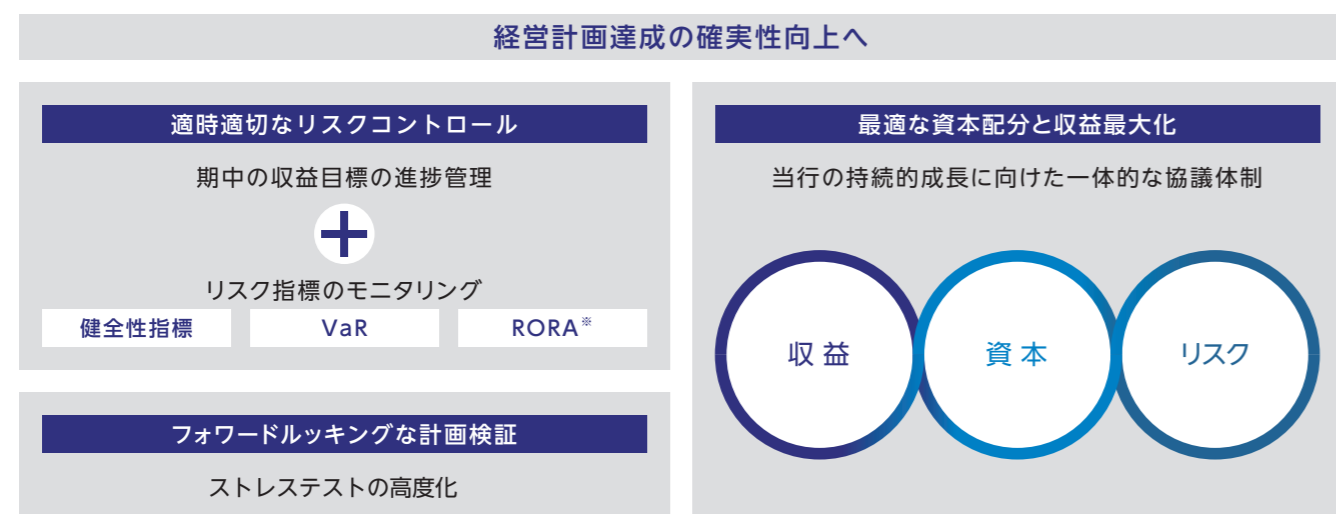 経営計画達成の確実性向上へ
適時適切なリスクコントロール
期中の収益目標の進捗管理
+
リスク指標のモニタリング
健全性指標
VaR
RORA※
フォワードルッキングな計画検証
ストレステストの高度化
最適な資本配分と収益最大化
当行の持続的成長に向けた一体的な協議体制
収益
資本
リスク